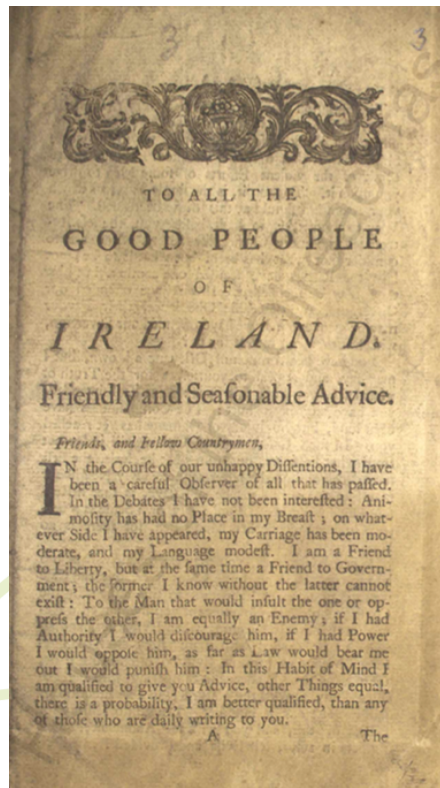 3
3
TO ALL THE
GOOD PEOPLE
OF
IRELAND.
Friendly and Seaſonable Advice.
Friends, and Fellow Countrymen,
IN the Courſe of our unhappy Diſſentions, I have
been a careful Obſerver of all that has paſſed.
In the Debates I have not been intereſted: Ani-
moſity has had no Place in my Breaſt; on what-
ever Side I have appeared, my Carriage has been mo-
derate, and my Language modeſt. I am a Friend
to Liberty, but at the ſame time a Friend to Govern-
ment; the former I know without the latter cannot
exiſt: To the Man that would inſult the one or op-
preſs the other, I am equally an Enemy; if I had
Authority I would diſcourage him, if I had Power
I would oppoſe him, as far as Law would bear me
out I would puniſh him: In this Habit of Mind I
am qualified to give you Advice, other Things equal,
there is a probability, I am better qualified, than any
of thoſe who are daily writing to you.
A The